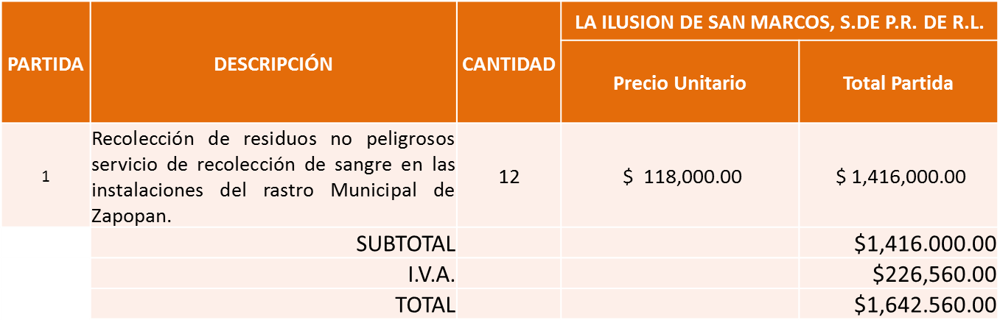 LA ILUSION DE SAN MARCOS, S.DE P.R. DE R.L.
PARTIDA DESCRIPCIÓN CANTIDAD
Precio Unitario Total Partida
Recolección de residuos no peligrosos
servicio de recolección de sangre en las
1 12 $ 118,000.00 $ 1,416,000.00
instalaciones del rastro Municipal de
Zapopan.
SUBTOTAL $1,416.000.00
I.V.A. $226,560.00
TOTAL $1,642.560.00